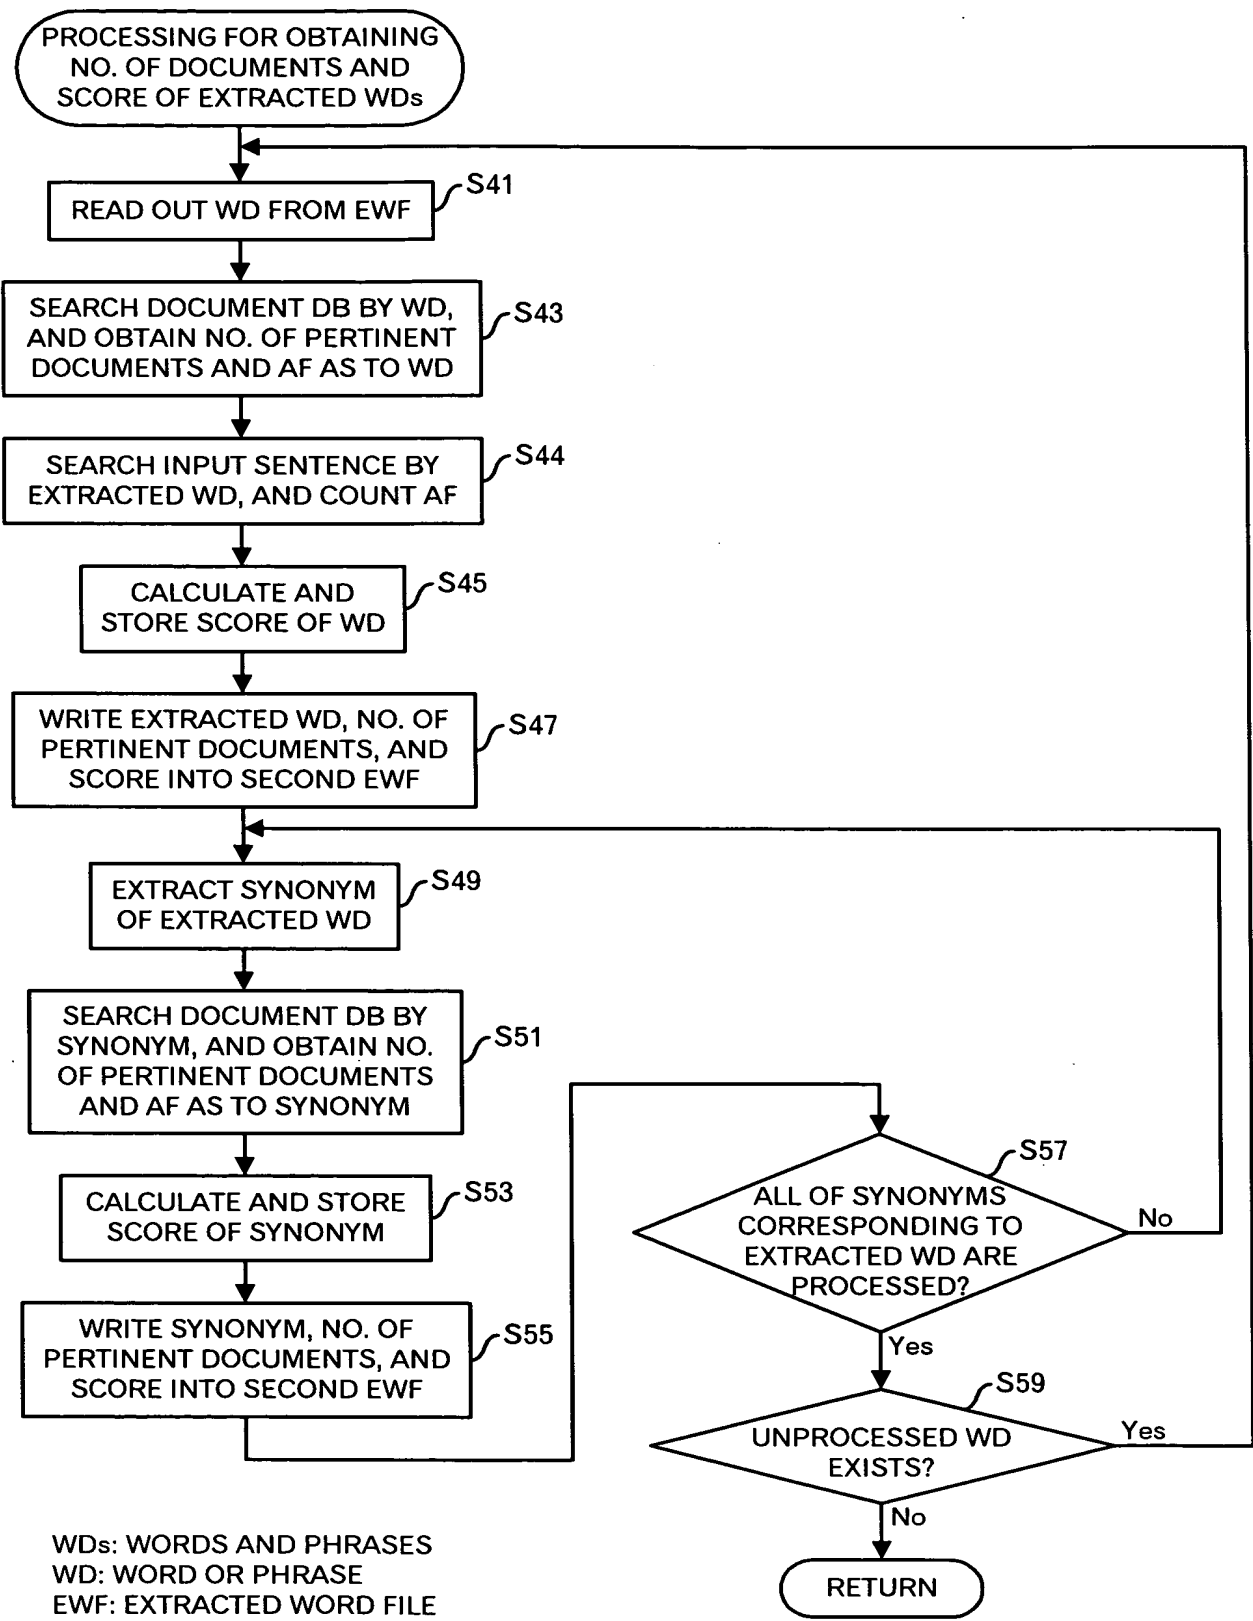 PROCESSING FOR OBTAINING
NO. OF DOCUMENTS AND
SCORE OF EXTRACTED WDs
S41
READ OUT WD FROM EWF
S43
SEARCH DOCUMENT DB BY WD,
AND OBTAIN NO. OF PERTINENT
DOCUMENTS AND AF AS TO WD
S44
SEARCH INPUT SENTENCE BY
EXTRACTED WD, AND COUNT AF
S45
CALCULATE AND
STORE SCORE OF WD
S47
WRITE EXTRACTED WD, NO. OF
PERTINENT DOCUMENTS, AND
SCORE INTO SECOND EWF
S49
EXTRACT SYNONYM
OF EXTRACTED WD
S51
SEARCH DOCUMENT DB BY
SYNONYM, AND OBTAIN NO.
OF PERTINENT DOCUMENTS
AND AF AS TO SYNONYM
S53
CALCULATE AND STORE
SCORE OF SYNONYM
S55
WRITE SYNONYM, NO. OF
PERTINENT DOCUMENTS, AND
SCORE INTO SECOND EWF
S57
ALL OF SYNONYMS
CORRESPONDING TO
EXTRACTED WD ARE
PROCESSED?
No
Yes
S59
UNPROCESSED WD
EXISTS?
Yes
No
RETURN
WDs: WORDS AND PHRASES
WD: WORD OR PHRASE
EWF: EXTRACTED WORD FILE